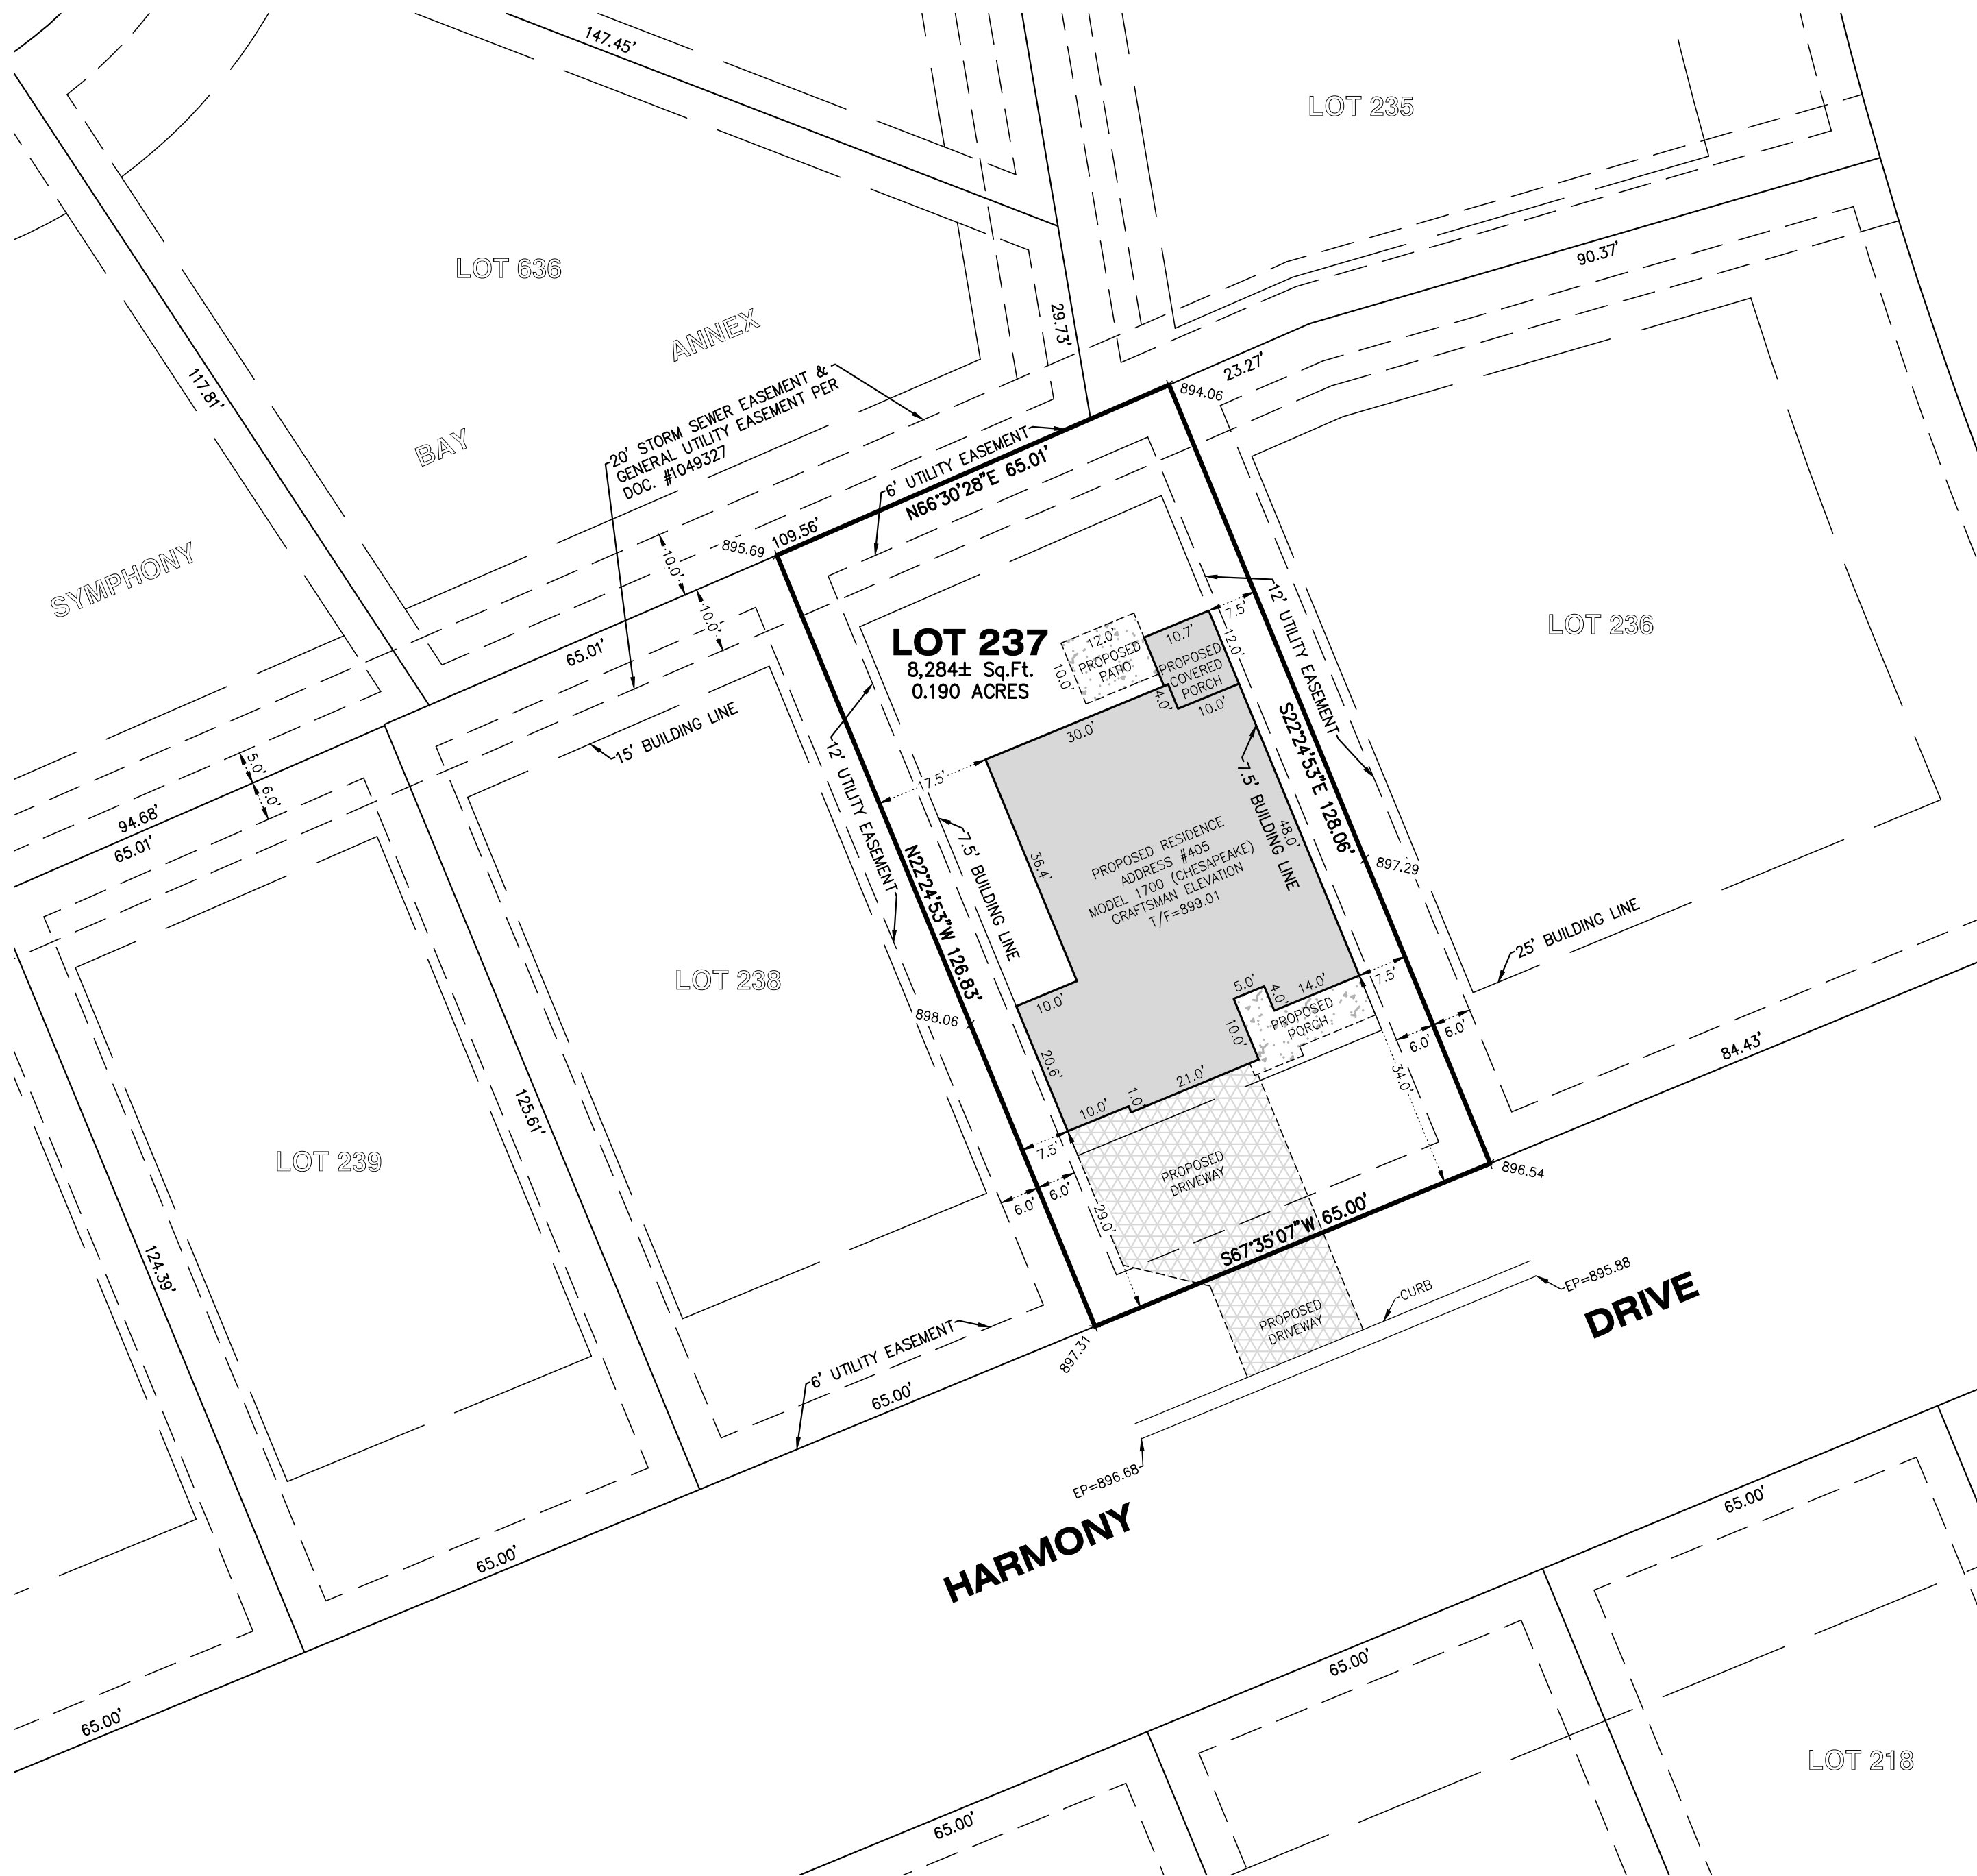 147.45'
LOT 235
LOT 636
90.37'
ANNEX
29.73'
117.81'
23.27'
894.06
20' STORM SEWER EASEMENT &
GENERAL UTILITY EASEMENT PER
DOC. #1049327
BAY
6' UTILITY EASEMENT
N66°30'28"E 65.01'
109.56'
895.69
SYMPHONY
10.0'
10.0'
12' UTILITY EASEMENT
7.5'
LOT 236
LOT 237
8,284± Sq.Ft.
0.190 ACRES
12.0'
10.0'
PROPOSED
PATIO
10.7'
12.0'
PROPOSED
COVERED
PORCH
4.0'
10.0'
65.01'
15' BUILDING LINE
30.0'
S22°24'53"E 128.06'
12' UTILITY EASEMENT
17.5'
5.0'
6.0'
94.68'
65.01'
7.5' BUILDING LINE
7.5' BUILDING LINE
48.0'
36.4'
PROPOSED RESIDENCE
ADDRESS #405
MODEL 1700 (CHESAPEAKE)
CRAFTSMAN ELEVATION
T/F=899.01
897.29
N22°24'53"W 126.83'
25' BUILDING LINE
LOT 238
898.06
10.0'
5.0'
4.0'
14.0'
7.5'
PROPOSED
PORCH
10.0'
6.0'
6.0'
84.43'
20.6'
21.0'
10.0'
1.0'
34.0'
125.61'
LOT 239
7.5'
6.0'
6.0'
PROPOSED
DRIVEWAY
896.54
29.0'
S67°35'07"W 65.00'
124.39'
EP=895.88
CURB
DRIVE
PROPOSED
DRIVEWAY
897.31
6' UTILITY EASEMENT
65.00'
EP=896.68
HARMONY
65.00'
65.00'
65.00'
65.00'
LOT 218
65.00'